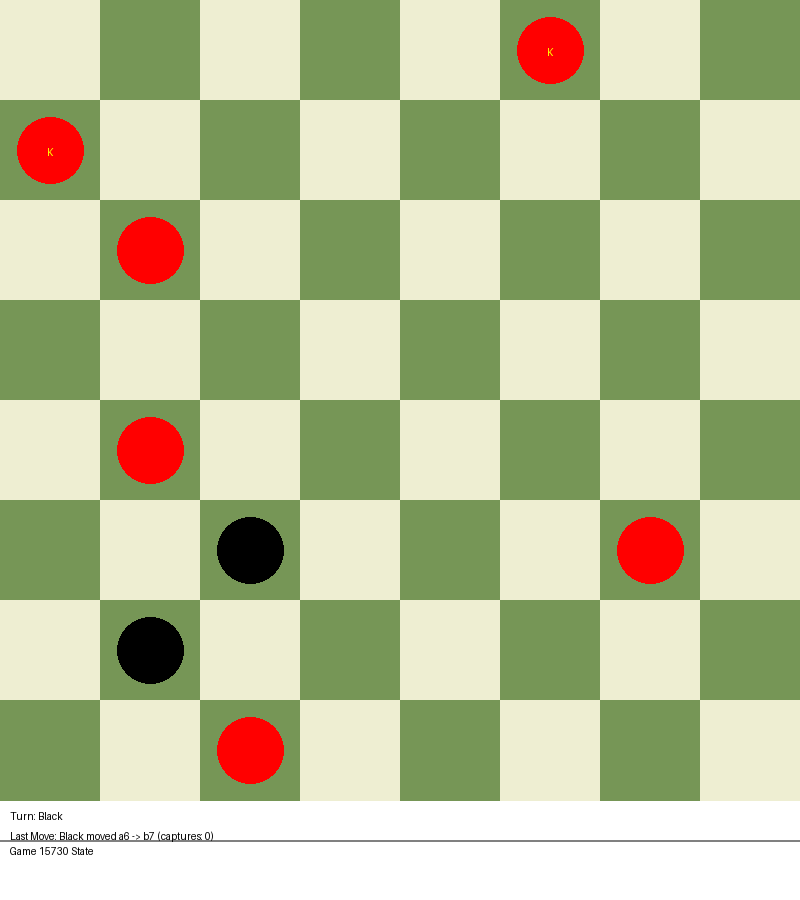 K
K
Turn: Black
Last Move: Black moved a6 -> b7 (captures: 0)
Game 15730 State